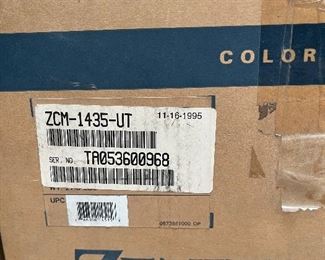 COLOR
ZCM-1435-UT 11-16-1995
SER. NO. TA053600968
UPC